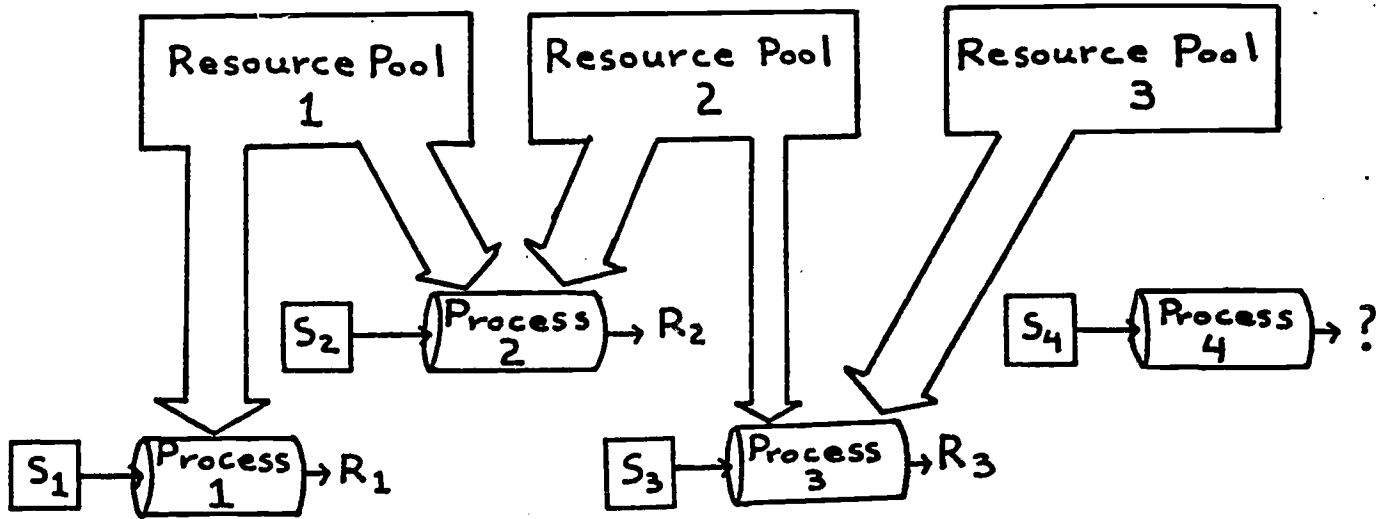 Resource Pool
1
Resource Pool
2
Resource Pool
3
S2
Process
2
R2
S4
Process
4
?
S1
Process
1
R1
S3
Process
3
R3